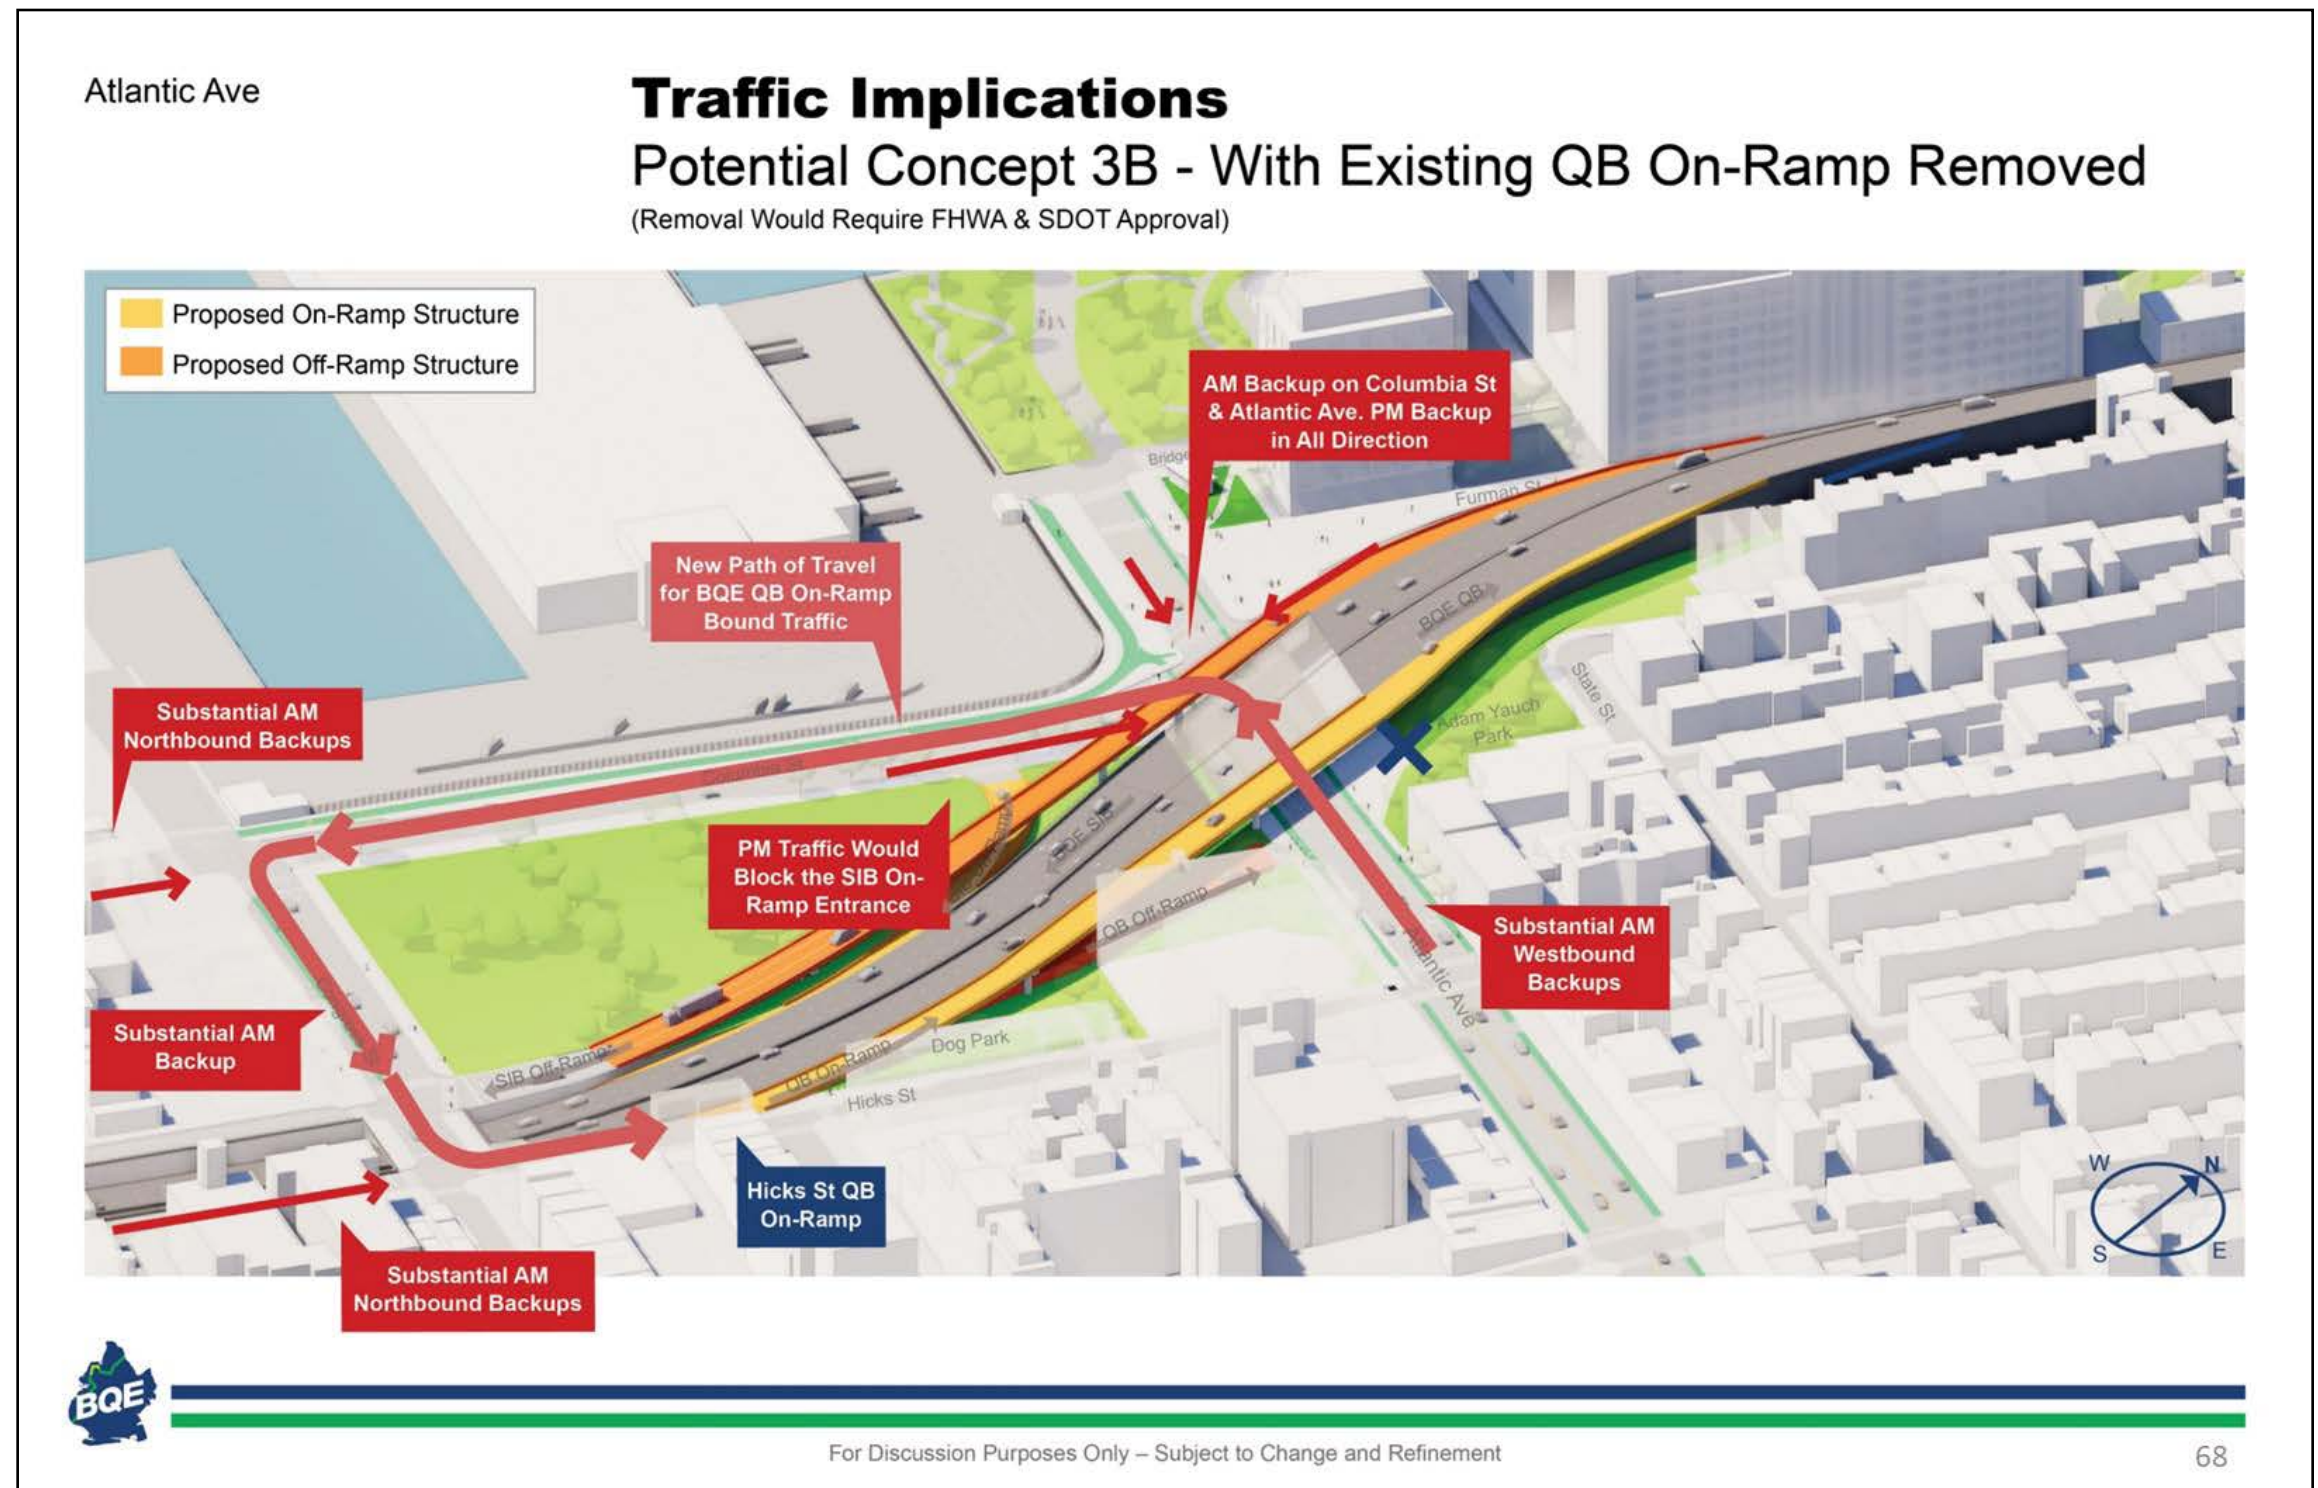 Atlantic Ave
Traffic Implications
Potential Concept 3B - With Existing QB On-Ramp Removed
(Removal Would Require FHWA & SDOT Approval)
Proposed On-Ramp Structure
Proposed Off-Ramp Structure
AM Backup on Columbia St
& Atlantic Ave. PM Backup
in All Direction
Bridge
Furman St
New Path of Travel
for BQE QB On-Ramp
Bound Traffic
BQE QB
State St
Adam Yauch
Park
Substantial AM
Northbound Backups
Columbia St
PM Traffic Would
Block the SIB On-
Ramp Entrance
BQE SIB
QB Off-Ramp
Substantial AM
Westbound
Backups
Atlantic Ave
Substantial AM
Backup
SIB Off-Ramp
QB On-Ramp
Dog Park
Hicks St
Hicks St QB
On-Ramp
Substantial AM
Northbound Backups
W
N
S
E
BQE
For Discussion Purposes Only – Subject to Change and Refinement
68